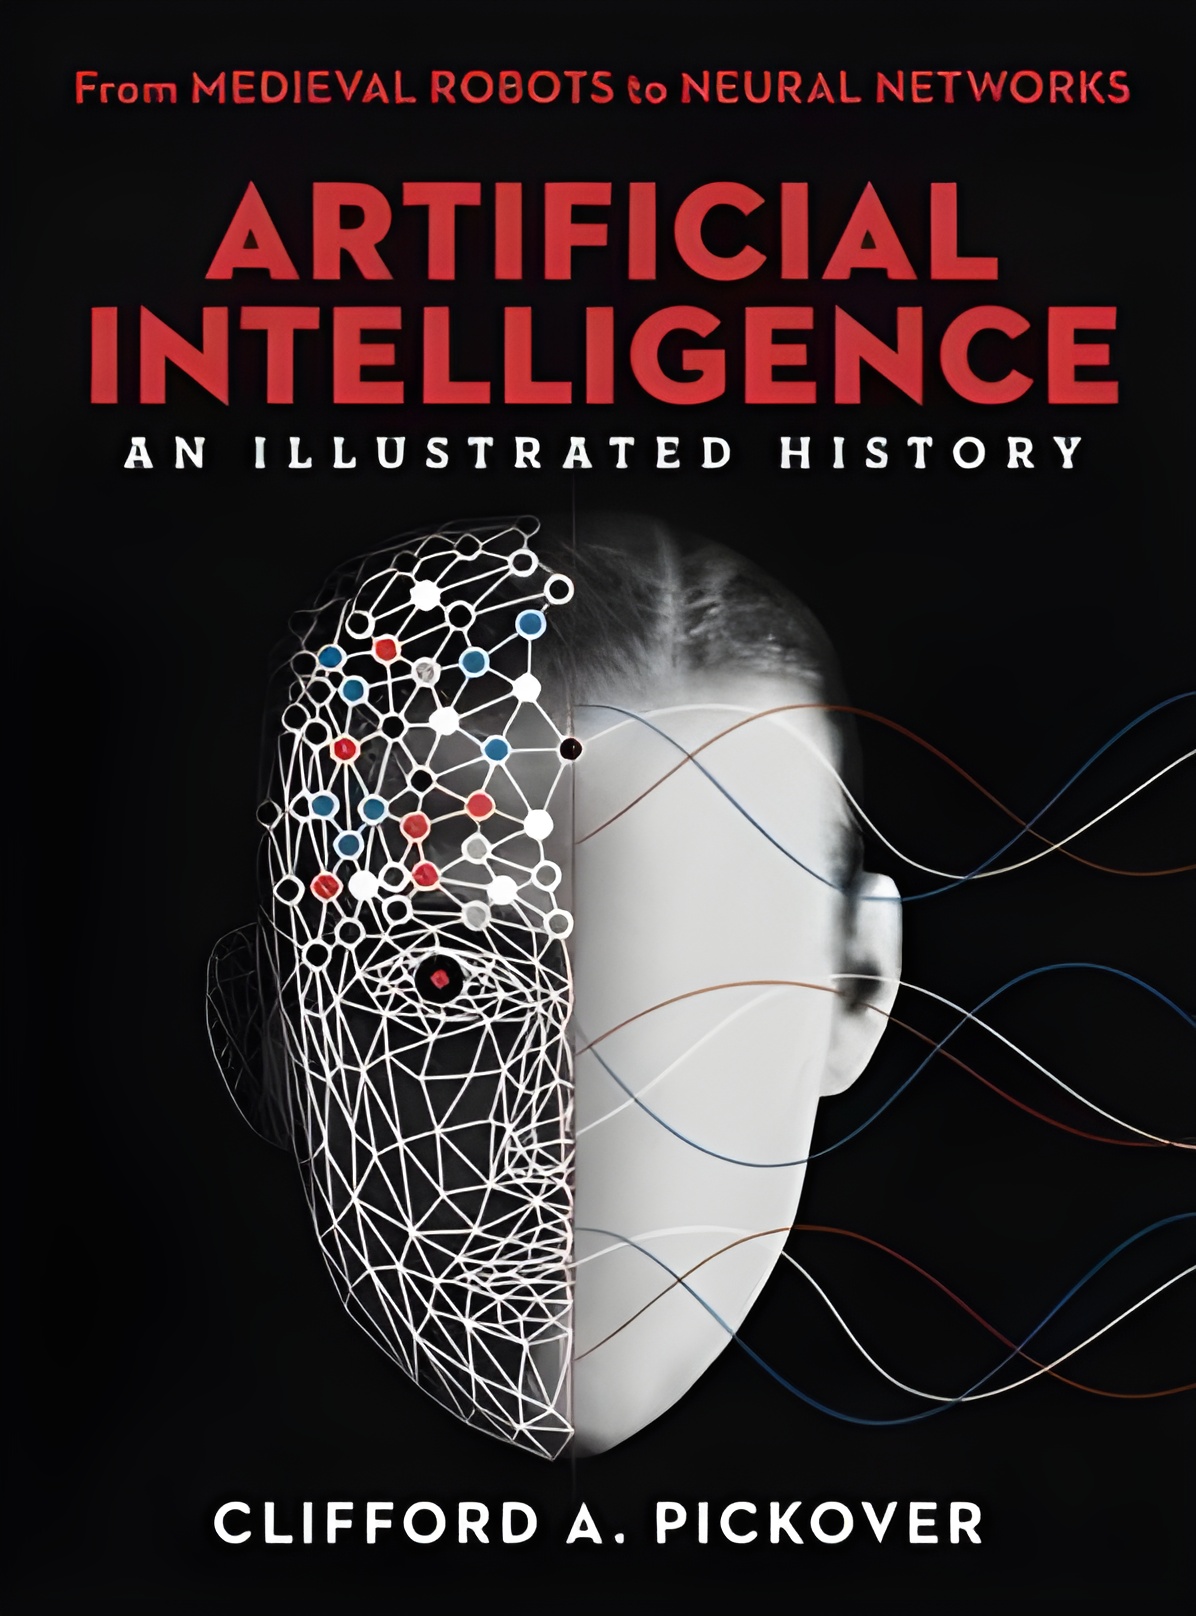 From MEDIEVAL ROBOTS to NEURAL NETWORKS
ARTIFICIAL
INTELLIGENCE
AN ILLUSTRATED HISTORY
CLIFFORD A. PICKOVER